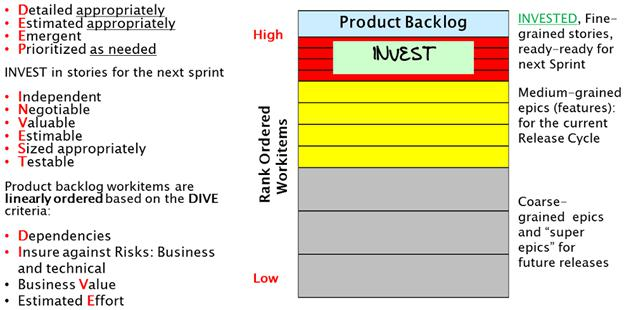 • Detailed appropriately
• Estimated appropriately
• Emergent
• Prioritized as needed
INVEST in stories for the next sprint
• Independent
• Negotiable
• Valuable
• Estimable
• Sized appropriately
• Testable
Product backlog workitems are
linearly ordered based on the DIVE
criteria:
• Dependencies
• Insure against Risks: Business
and technical
• Business Value
• Estimated Effort
High
Rank Ordered
Workitems
Low
Product Backlog
INVEST
INVESTED, Fine-
grained stories,
ready-ready for
next Sprint
Medium-grained
epics (features):
for the current
Release Cycle
Coarse-
grained epics
and “super
epics” for
future releases